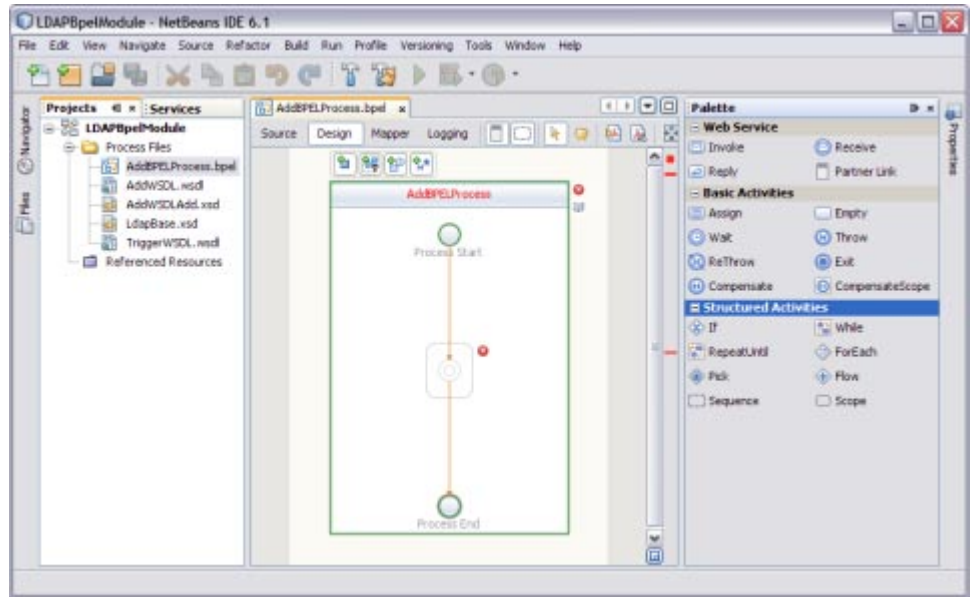 LDAPBpelModule - NetBeans IDE 6.1
File Edit View Navigate Source Refactor Build Run Profile Versioning Tools Window Help
Projects Services
Navigator
Files
LDAPBpelModule
Process Files
AddBPELProcess.bpel
AddWSDL.wsdl
AddWSDLAdd.xsd
LdapBase.xsd
TriggerWSDL.wsdl
Referenced Resources
AddBPELProcess.bpel
Source Design Mapper Logging
AddBPELProcess
Process Start
Process End
Palette
Web Service
Invoke Receive
Reply Partner Link
Basic Activities
Assign Empty
Wait Throw
ReThrow Exit
Compensate CompensateScope
Structured Activities
If While
RepeatUntil ForEach
Pick Flow
Sequence Scope
Properties